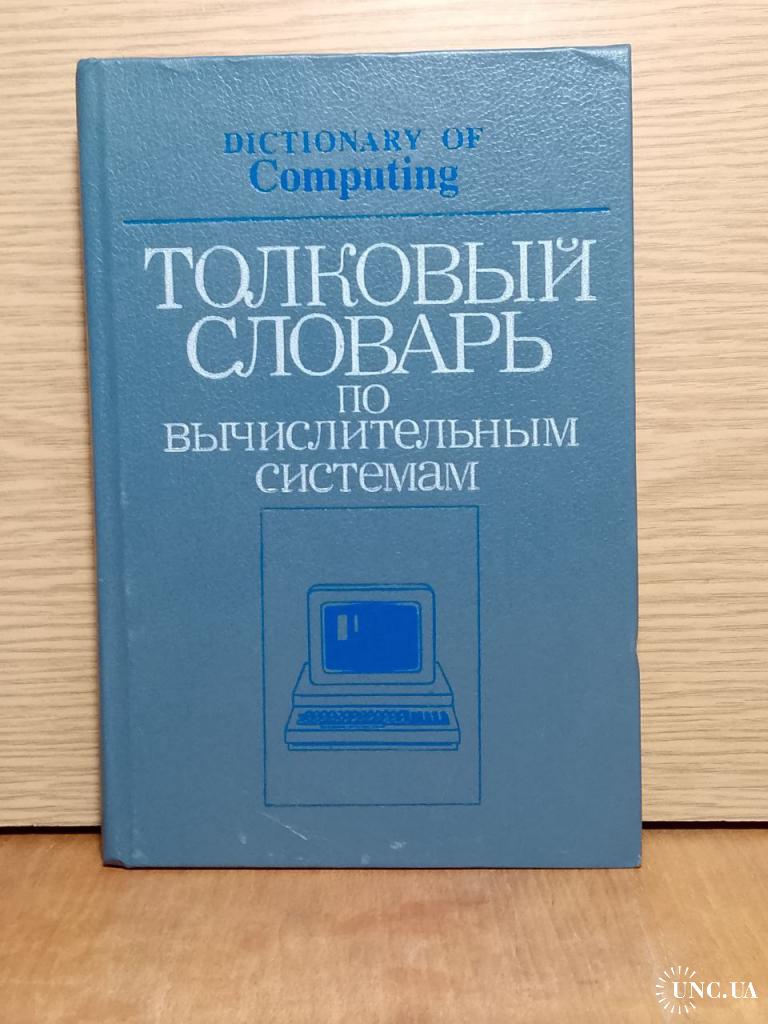 DICTIONARY OF
Computing
ТОЛКОВЫЙ
СЛОВАРЬ
ПО
ВЫЧИСЛИТЕЛЬНЫМ
СИСТЕМАМ
UNC.UA